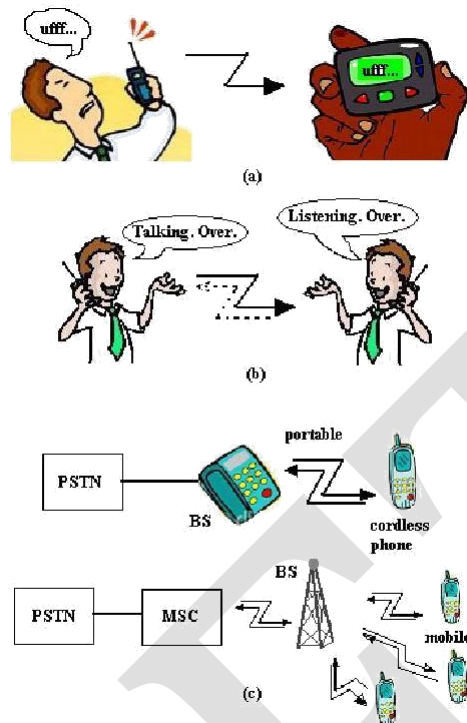 ufff...
ufff...
(a)
Talking. Over.
Listening. Over.
(b)
portable
PSTN
BS
cordless
phone
BS
PSTN
MSC
mobile
(c)